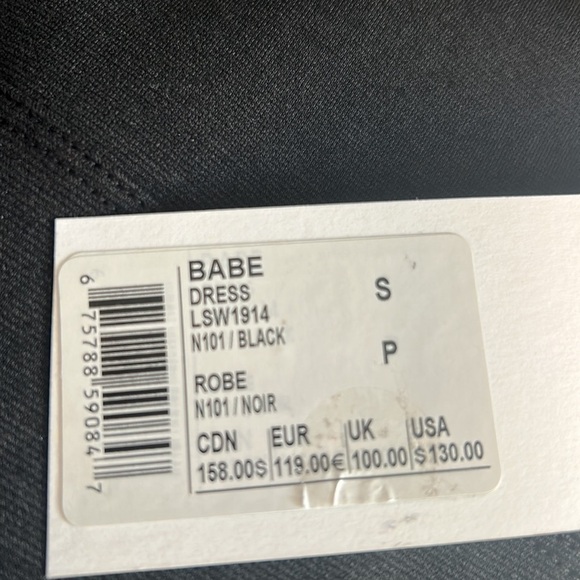 BABE
DRESS
LSW1914
N101 / BLACK
S
P
ROBE
N101 / NOIR
CDN EUR UK USA
158.00$ 119.00€ 100.00 $130.00
6 75788 59084 7